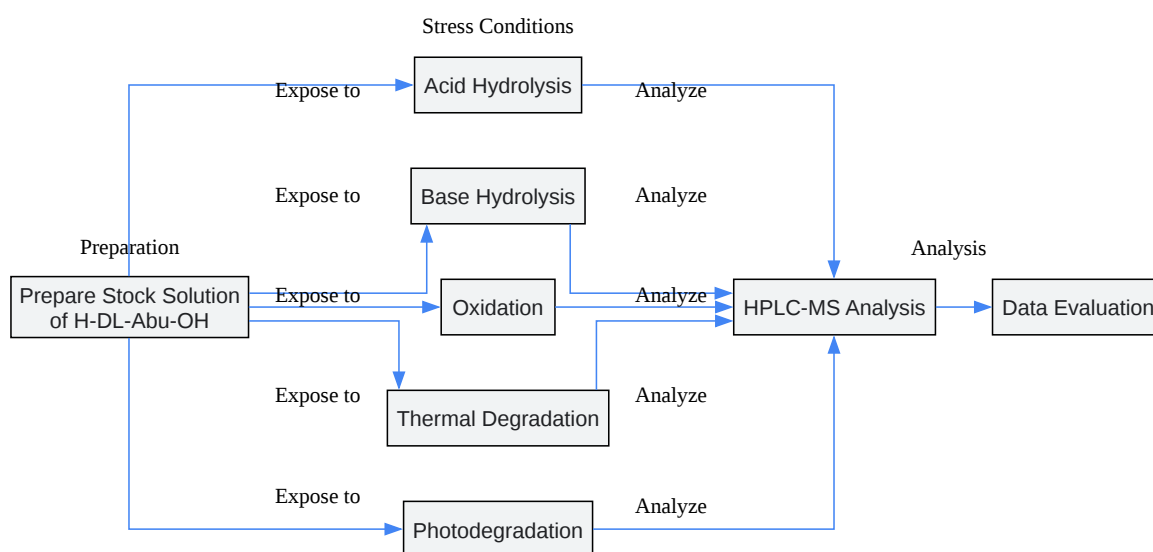 Stress Conditions
Expose to
Acid Hydrolysis
Analyze
Expose to
Base Hydrolysis
Analyze
Preparation
Analysis
Prepare Stock Solution
of H-DL-Abu-OH
Expose to
Oxidation
Analyze
HPLC-MS Analysis
Data Evaluation
Expose to
Thermal Degradation
Analyze
Expose to
Photodegradation
Analyze